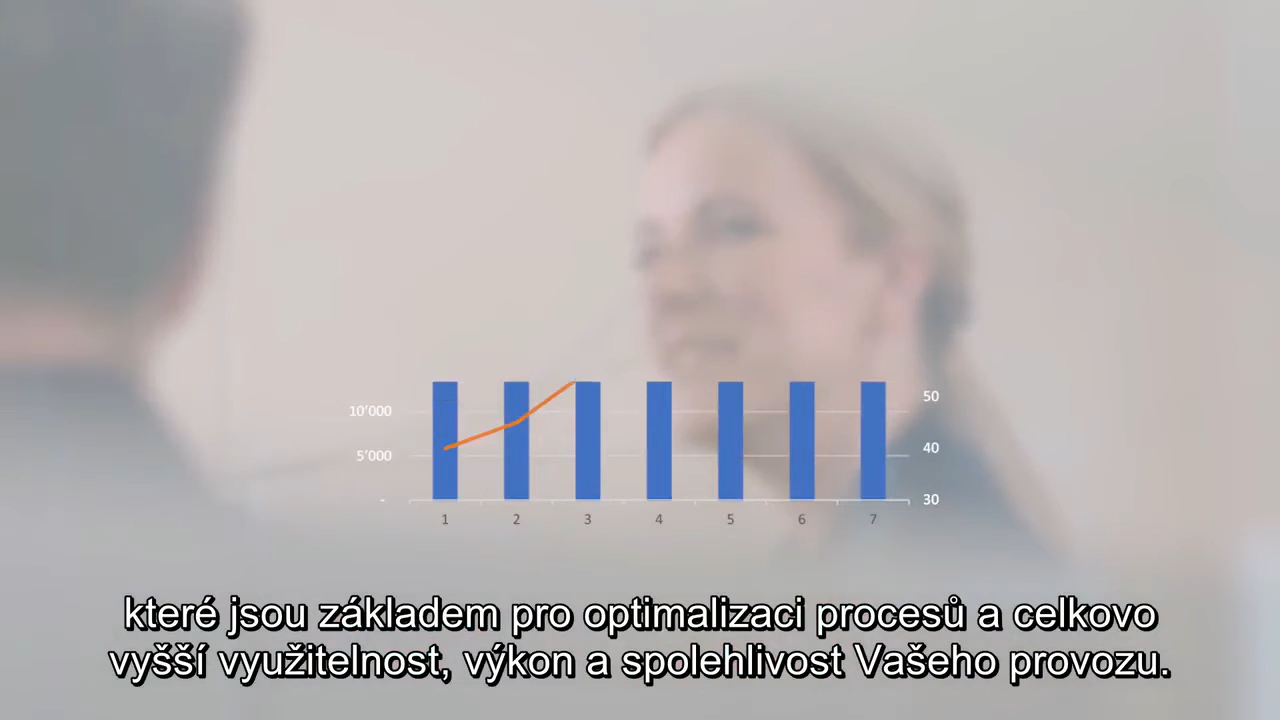 10’000
5’000
-
50
40
30
1 2 3 4 5 6 7
které jsou základem pro optimalizaci procesů a celkovo
vyšší využitelnost, výkon a spolehlivost Vašeho provozu.